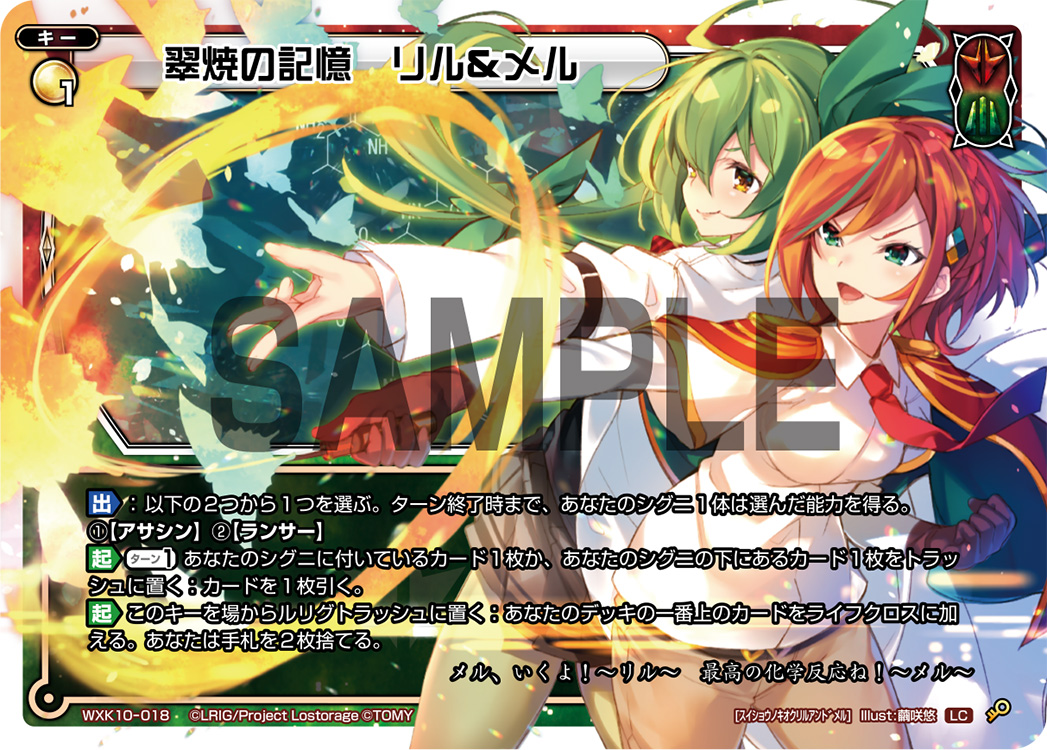 キー
翠焼の記憶 リル&メル
1
NH
NH
SAMPLE
出：以下の２つから１つを選ぶ。ターン終了時まで、あなたのシグニ１体は選んだ能力を得る。
①【アサシン】 ②【ランサー】
起 ターン1 あなたのシグニに付いているカード１枚か、あなたのシグニの下にあるカード１枚をトラッ
シュに置く：カードを１枚引く。
起 このキーを場からルリグトラッシュに置く：あなたのデッキの一番上のカードをライフクロスに加
える。あなたは手札を２枚捨てる。
メル、いくよ！～リル～ 最高の化学反応ね！～メル～
WXK10-018 ©LRIG/Project Lostorage ©TOMY
[スイショウノキオクリルアンドメル] Illust:繭咲悠 LC